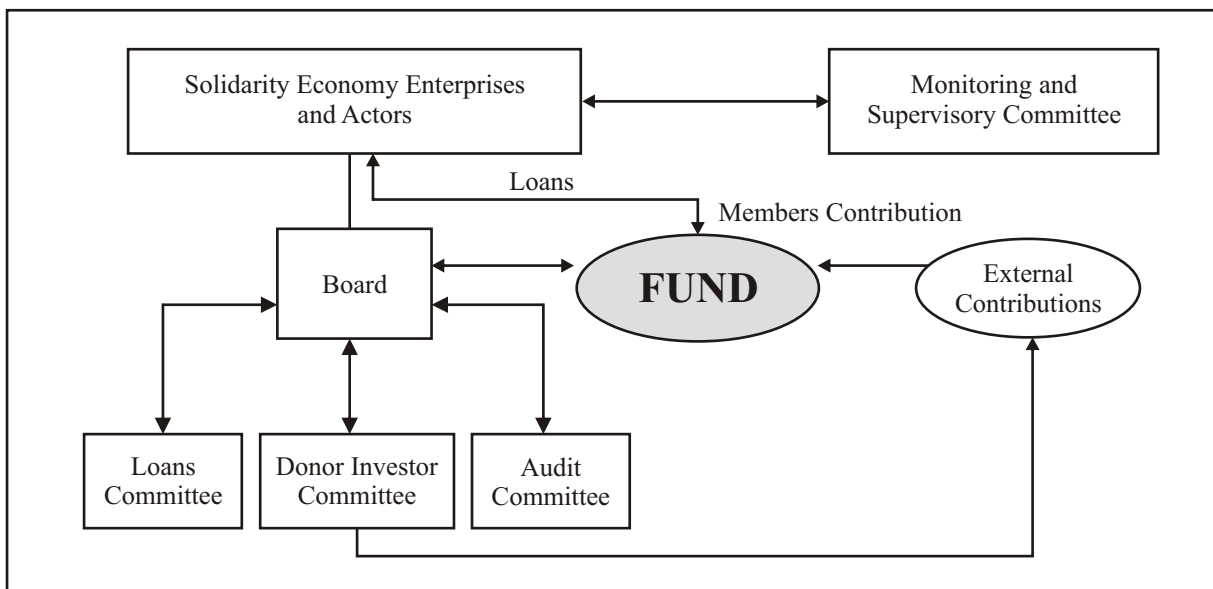 Solidarity Economy Enterprises
and Actors
Monitoring and
Supervisory Committee
Loans
Members Contribution
Board
FUND
External
Contributions
Loans
Committee
Donor Investor
Committee
Audit
Committee